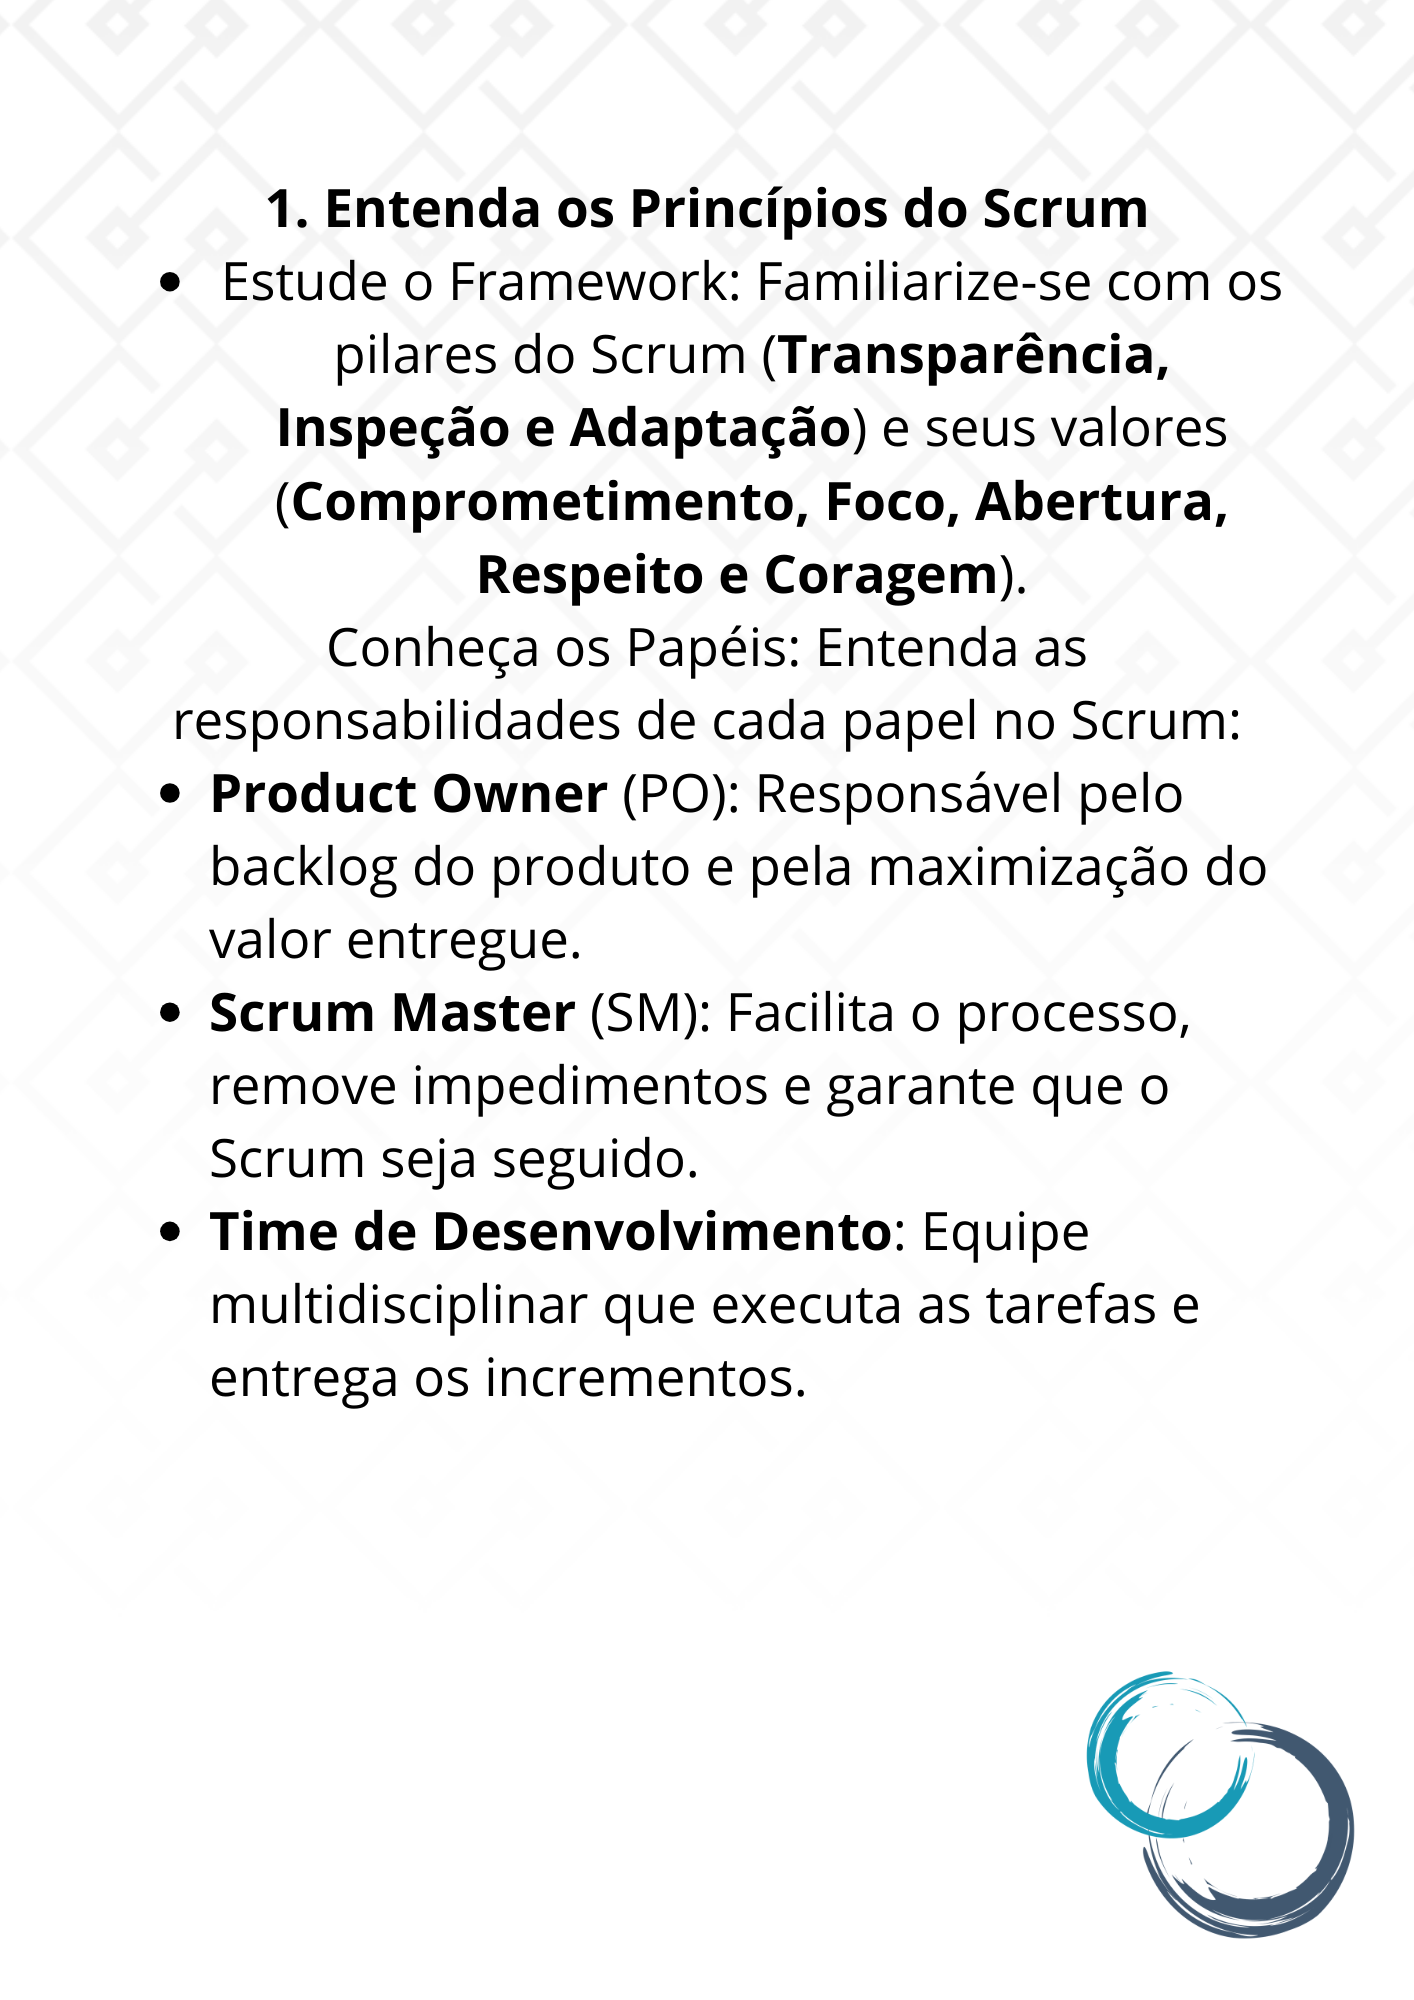 1. Entenda os Princípios do Scrum
• Estude o Framework: Familiarize-se com os
pilares do Scrum (Transparência,
Inspeção e Adaptação) e seus valores
(Comprometimento, Foco, Abertura,
Respeito e Coragem).
Conheça os Papéis: Entenda as
responsabilidades de cada papel no Scrum:
• Product Owner (PO): Responsável pelo
backlog do produto e pela maximização do
valor entregue.
• Scrum Master (SM): Facilita o processo,
remove impedimentos e garante que o
Scrum seja seguido.
• Time de Desenvolvimento: Equipe
multidisciplinar que executa as tarefas e
entrega os incrementos.